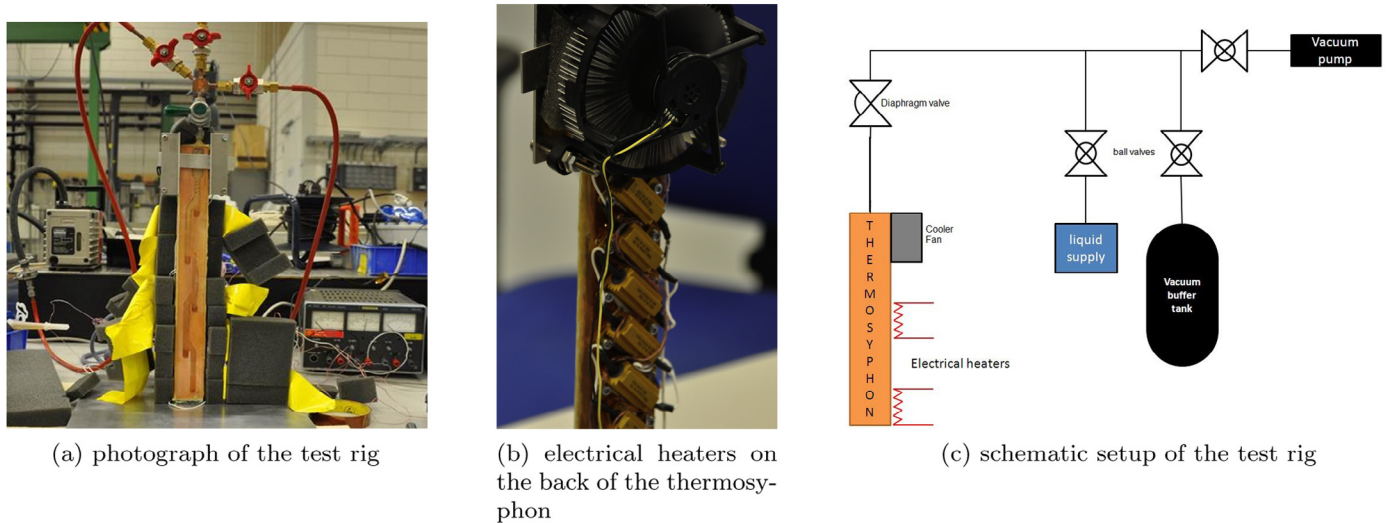 Vacuum
pump
Diaphragm valve
ball valves
T
H
E
R
M
O
S
Y
P
H
O
N
Cooler
Fan
liquid
supply
Vacuum
buffer
tank
Electrical heaters
(a) photograph of the test rig
(b) electrical heaters on
the back of the thermosy-
phon
(c) schematic setup of the test rig